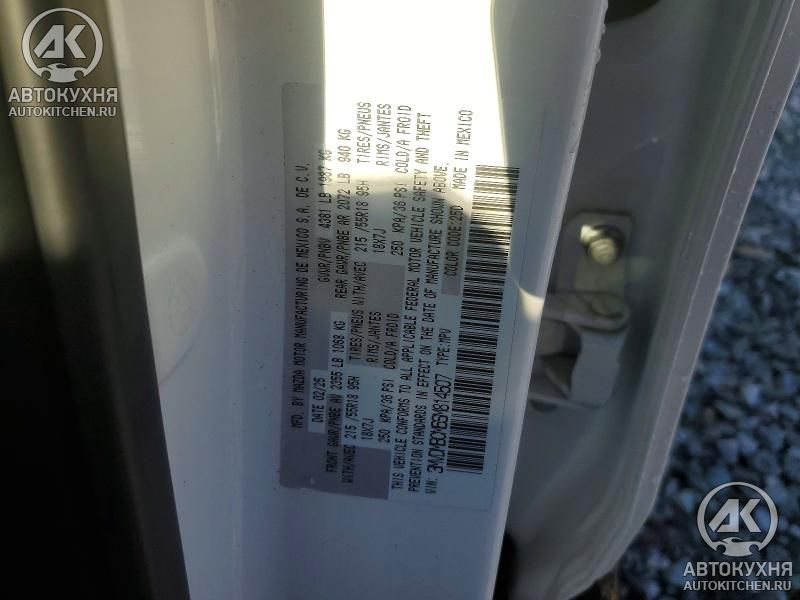 АВТОКУХНЯ
AUTOKITCHEN.RU
MFD. BY MAZDA MOTOR MANUFACTURING DE MEXICO S.A. DE C.V.
DATE 02/25 GVWR/PNBV 4381 LB 1987 KG
FRONT GAWR/PNBE AV 2355 LB 1068 KG REAR GAWR/PNBE AR 2072 LB 940 KG
WITH/AVEC 215 /55R18 95H TIRES/PNEUS WITH/AVEC 215 /55R18 95H TIRES/PNEUS
18X7J RIMS/JANTES 18X7J RIMS/JANTES
250 KPA/36 PSI COLD/A FROID 250 KPA/36 PSI COLD/A FROID
THIS VEHICLE CONFORMS TO ALL APPLICABLE FEDERAL MOTOR VEHICLE SAFETY AND THEFT
PREVENTION STANDARDS IN EFFECT ON THE DATE OF MANUFACTURE SHOWN ABOVE.
VIN: TYPE:MPV COLOR CODE:25D MADE IN MEXICO
АВТОКУХНЯ
AUTOKITCHEN.RU